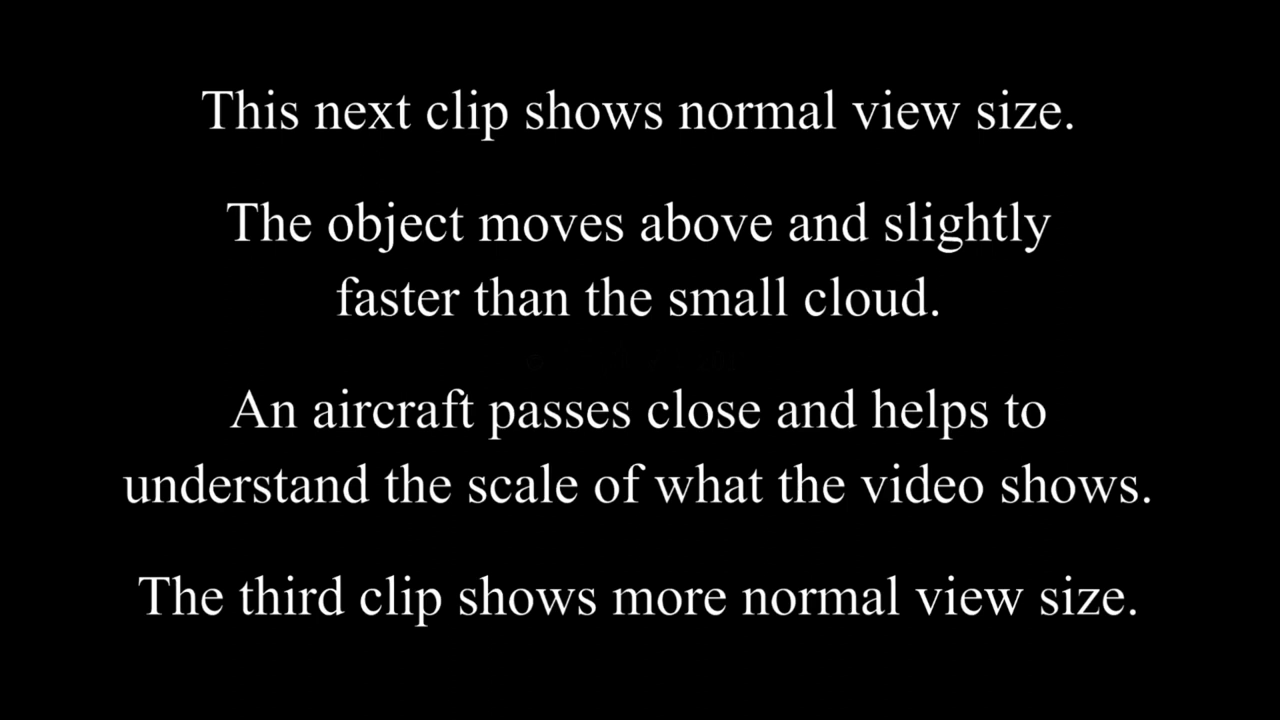 This next clip shows normal view size.
The object moves above and slightly
faster than the small cloud.
An aircraft passes close and helps to
understand the scale of what the video shows.
The third clip shows more normal view size.